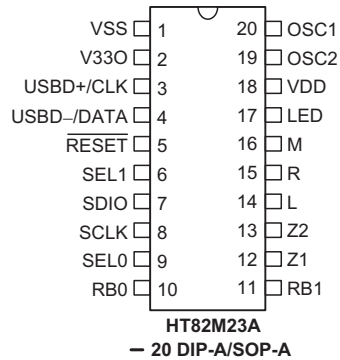 VSS 1 20 OSC1
V33O 2 19 OSC2
USBD+/CLK 3 18 VDD
USBD–/DATA 4 17 LED
RESET 5 16 M
SEL1 6 15 R
SDIO 7 14 L
SCLK 8 13 Z2
SEL0 9 12 Z1
RB0 10 11 RB1
HT82M23A
– 20 DIP-A/SOP-A